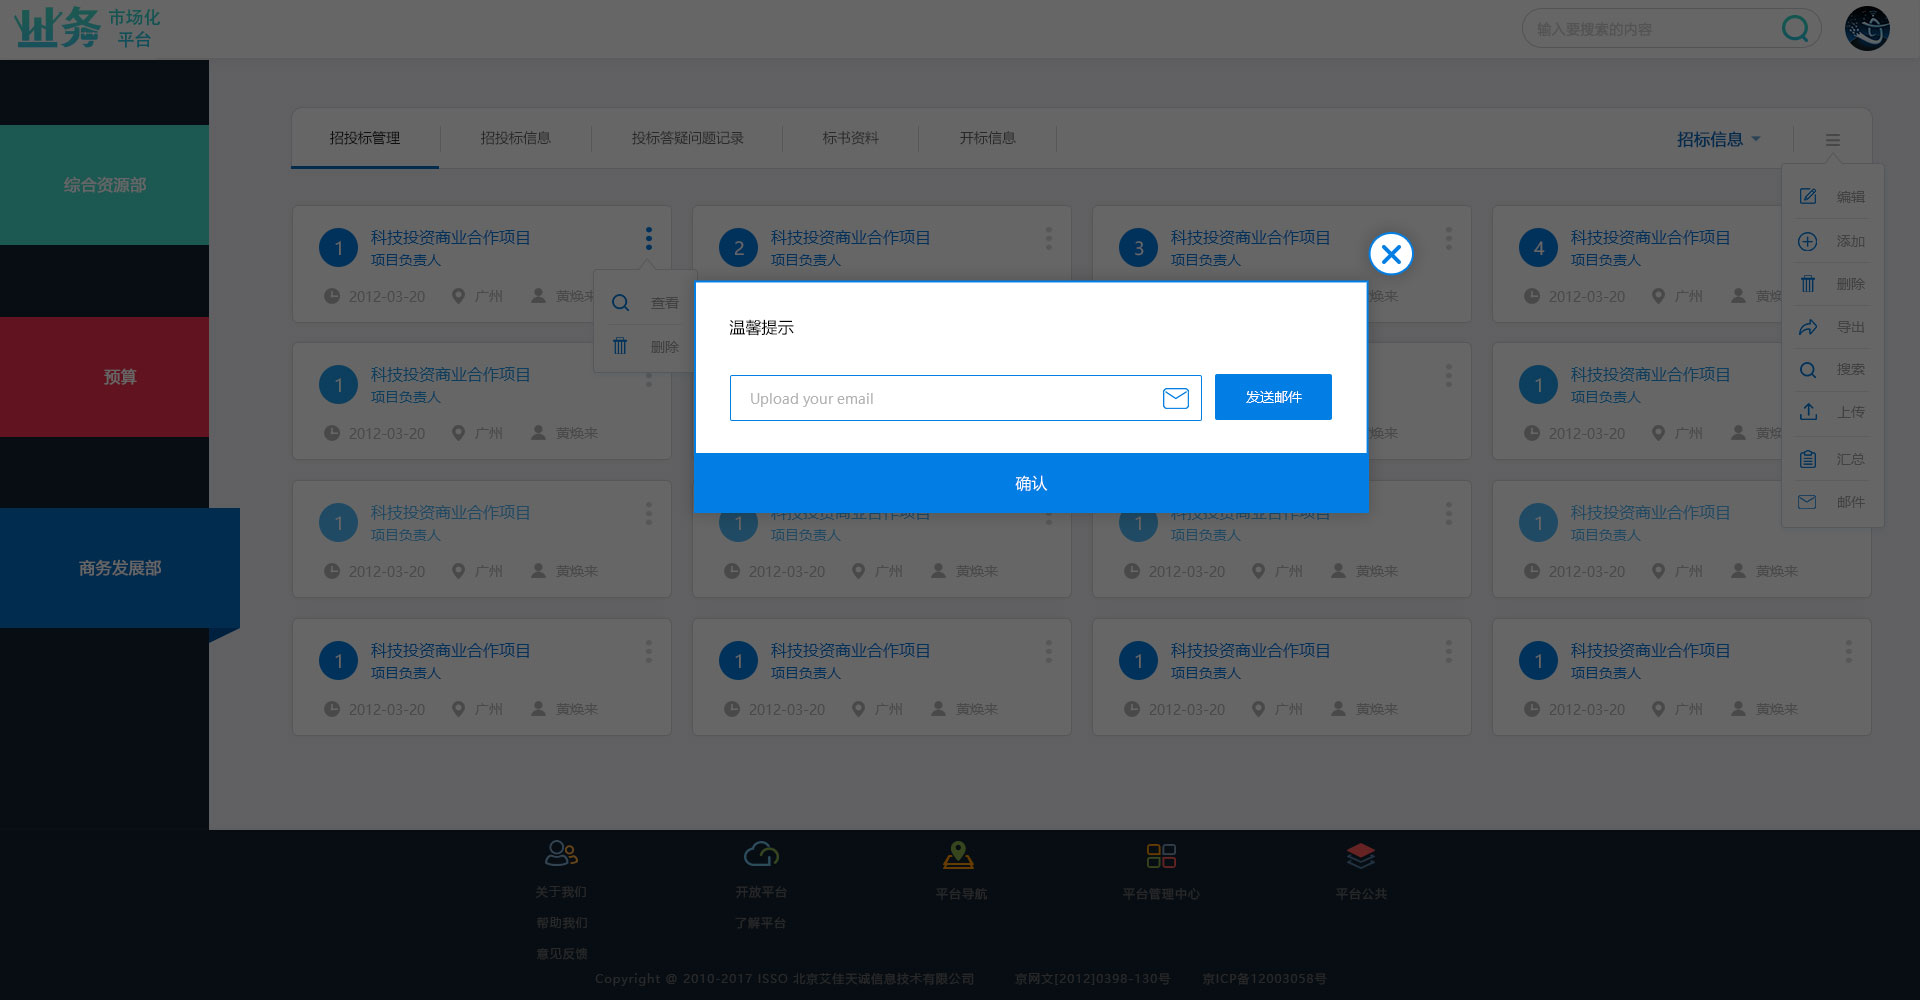 业务 市场化
平台
输入要搜索的内容
招投标管理 招投标信息 投标答疑问题记录 标书资料 开标信息 招标信息
综合资源部
预算
商务发展部
1 科技投资商业合作项目
项目负责人
2012-03-20 广州 黄焕来
2 科技投资商业合作项目
项目负责人
3 科技投资商业合作项目
项目负责人
4 科技投资商业合作项目
项目负责人
2012-03-20 广州 黄焕
查看
删除
编辑
添加
删除
导出
搜索
上传
汇总
邮件
温馨提示
Upload your email
发送邮件
确认
1 科技投资商业合作项目
项目负责人
2012-03-20 广州 黄焕来
1 科技投资商业合作项目
项目负责人
2012-03-20 广州 黄焕
1 科技投资商业合作项目
项目负责人
2012-03-20 广州 黄焕来
1 科技投资商业合作项目
项目负责人
2012-03-20 广州 黄焕来
1 科技投资商业合作项目
项目负责人
2012-03-20 广州 黄焕来
1 科技投资商业合作项目
项目负责人
2012-03-20 广州 黄焕来
1 科技投资商业合作项目
项目负责人
2012-03-20 广州 黄焕来
1 科技投资商业合作项目
项目负责人
2012-03-20 广州 黄焕来
1 科技投资商业合作项目
项目负责人
2012-03-20 广州 黄焕来
1 科技投资商业合作项目
项目负责人
2012-03-20 广州 黄焕来
关于我们 开放平台 平台导航 平台管理中心 平台公共
帮助我们 了解平台
意见反馈
Copyright @ 2010-2017 ISSO 北京艾佳天诚信息技术有限公司 京网文[2012]0398-130号 京ICP备12003058号